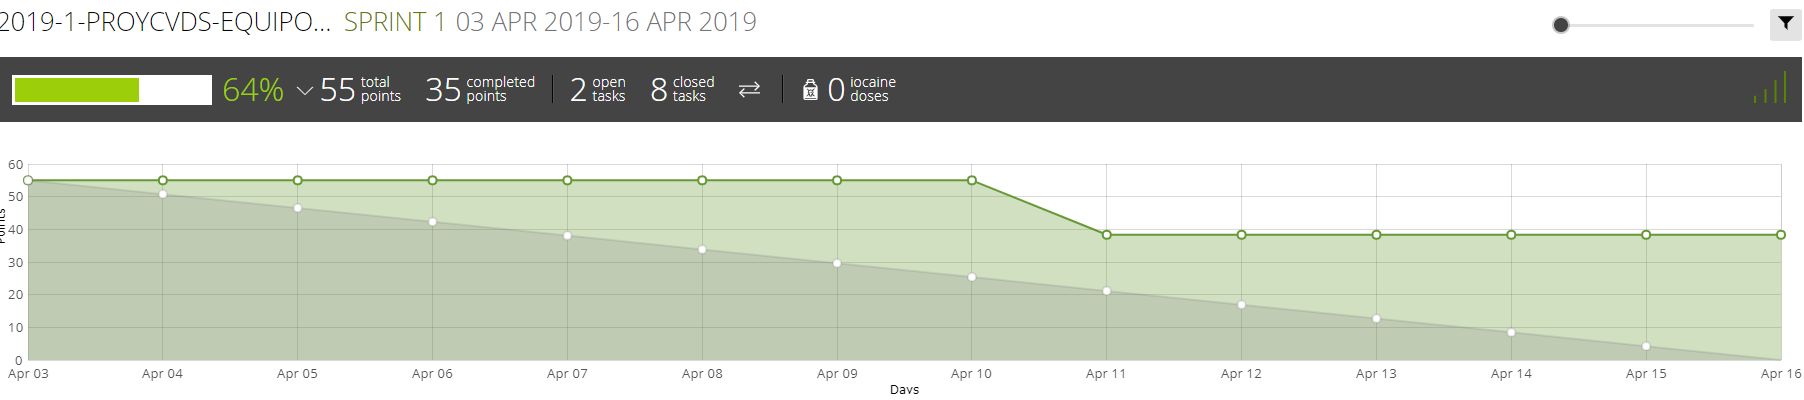 2019-1-PROYCVDS-EQUIPO... SPRINT 1 03 APR 2019-16 APR 2019
64% 55 total points 35 completed points 2 open tasks 8 closed tasks 0 iocaine doses
60
50
40
30
20
10
0
Points
Apr 03 Apr 04 Apr 05 Apr 06 Apr 07 Apr 08 Apr 09 Apr 10 Apr 11 Apr 12 Apr 13 Apr 14 Apr 15 Apr 16
Days